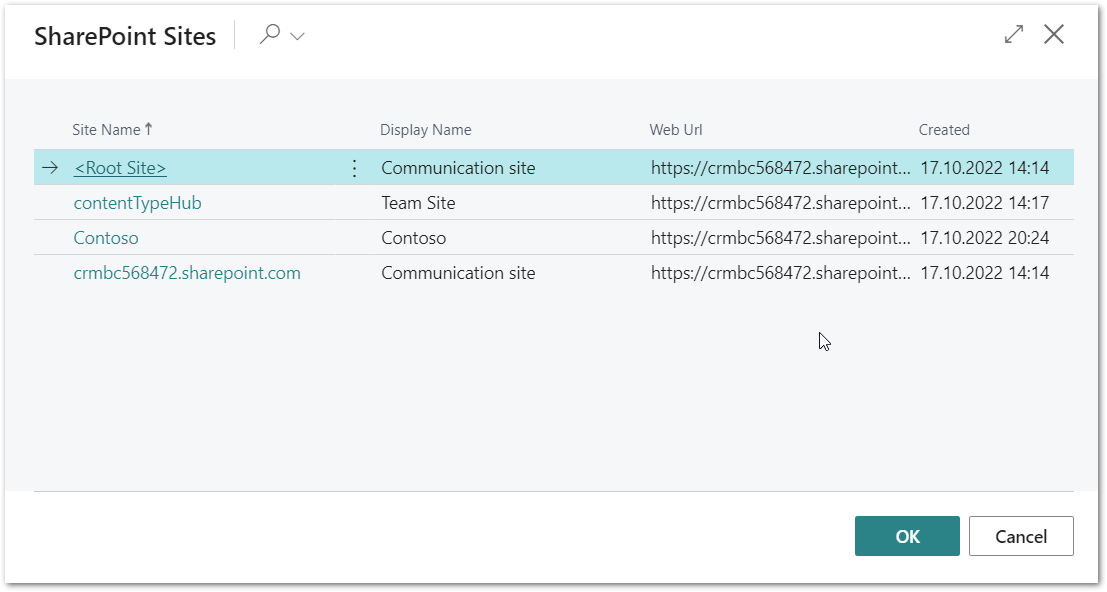 SharePoint Sites
Site Name↑ Display Name Web Url Created
<Root Site> Communication site https://crmbc568472.sharepoint... 17.10.2022 14:14
contentTypeHub Team Site https://crmbc568472.sharepoint... 17.10.2022 14:17
Contoso Contoso https://crmbc568472.sharepoint... 17.10.2022 20:24
crmbc568472.sharepoint.com Communication site https://crmbc568472.sharepoint... 17.10.2022 14:14
OK Cancel